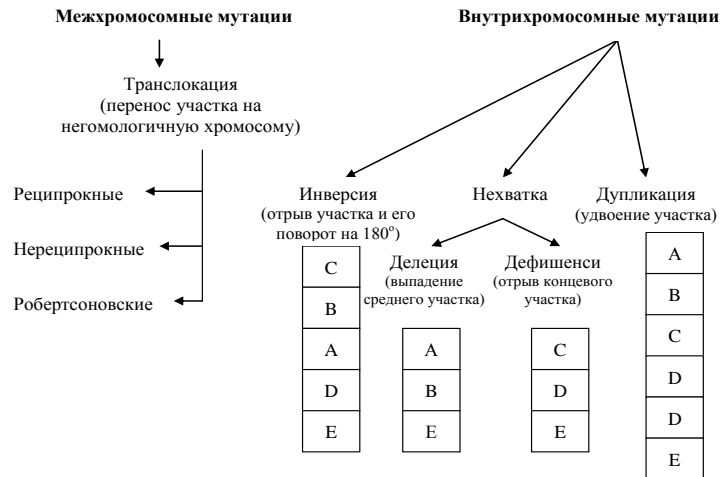 Межхромосомные мутации
Транслокация
(перенос участка на
негомологичную хромосому)
Реципрокные
Нереципрокные
Робертсоновские
Внутрихромосомные мутации
Инверсия
(отрыв участка и его
поворот на 180°)
C
B
A
D
E
Нехватка
Делеция
(выпадение
среднего участка)
A
B
E
Дефишенси
(отрыв концевого
участка)
C
D
E
Дупликация
(удвоение участка)
A
B
C
D
D
E